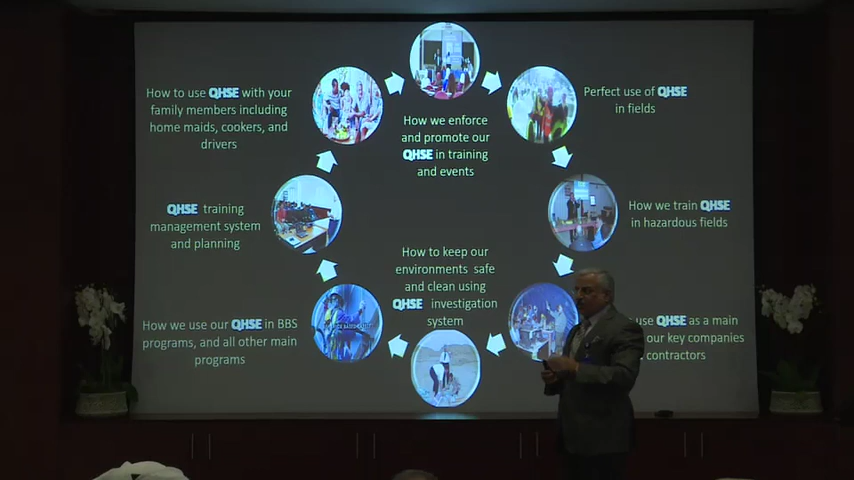 How we enforce
and promote our
QHSE in training
and events
Perfect use of QHSE
in fields
How we train QHSE
in hazardous fields
use QHSE as a main
our key companies
contractors
How to keep our
environments safe
and clean using
QHSE investigation
system
How we use our QHSE in BBS
programs, and all other main
programs
QHSE training
management system
and planning
How to use QHSE with your
family members including
home maids, cookers, and
drivers